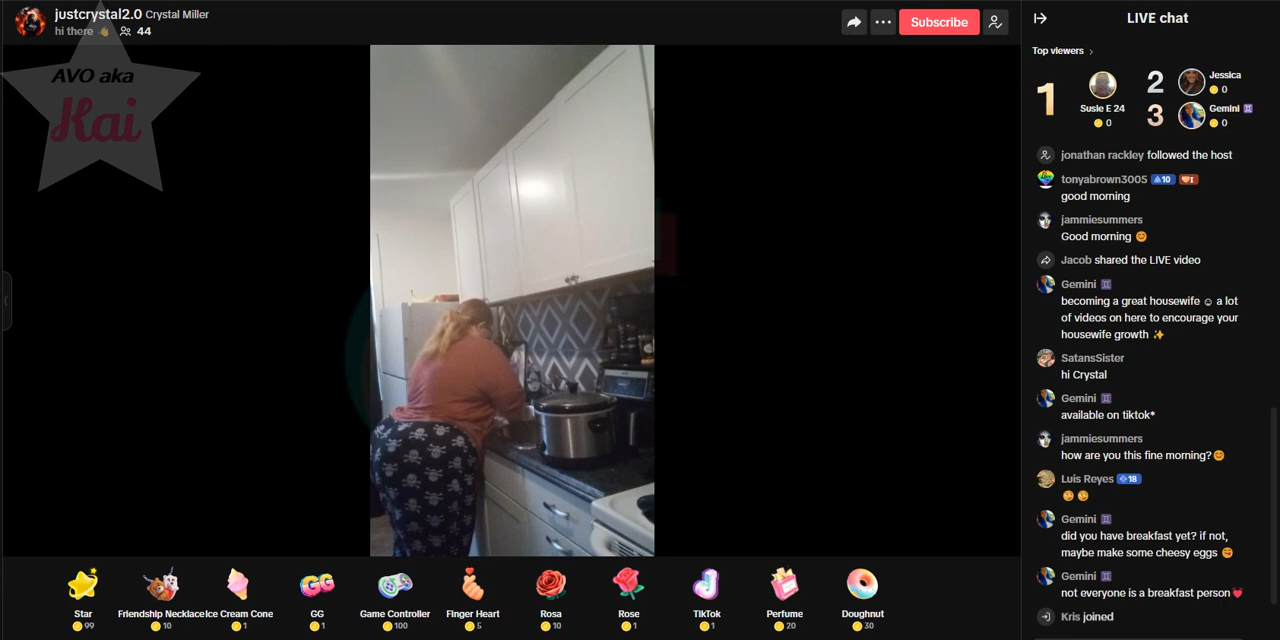 justcrystal2.0 Crystal Miller
hi there 👋 44
Subscribe
LIVE chat
AVO aka
Kai
Top viewers
1
Susie E 24
0
2
Jessica
0
3
Gemini ♊
0
jonathan rackley followed the host
tonyabrown3005 10 I
good morning
jammiesummers
Good morning 😊
Jacob shared the LIVE video
Gemini ♊
becoming a great housewife ☺ a lot
of videos on here to encourage your
housewife growth ✨
SatansSister
hi Crystal
Gemini ♊
available on tiktok*
jammiesummers
how are you this fine morning?😊
Luis Reyes 18
Gemini ♊
did you have breakfast yet? if not,
maybe make some cheesy eggs 🥰
Gemini ♊
not everyone is a breakfast person💓
Kris joined
GG
Star
99
Friendship Necklace
10
Ice Cream Cone
1
GG
1
Game Controller
100
Finger Heart
5
Rosa
10
Rose
1
TikTok
1
Perfume
20
Doughnut
30